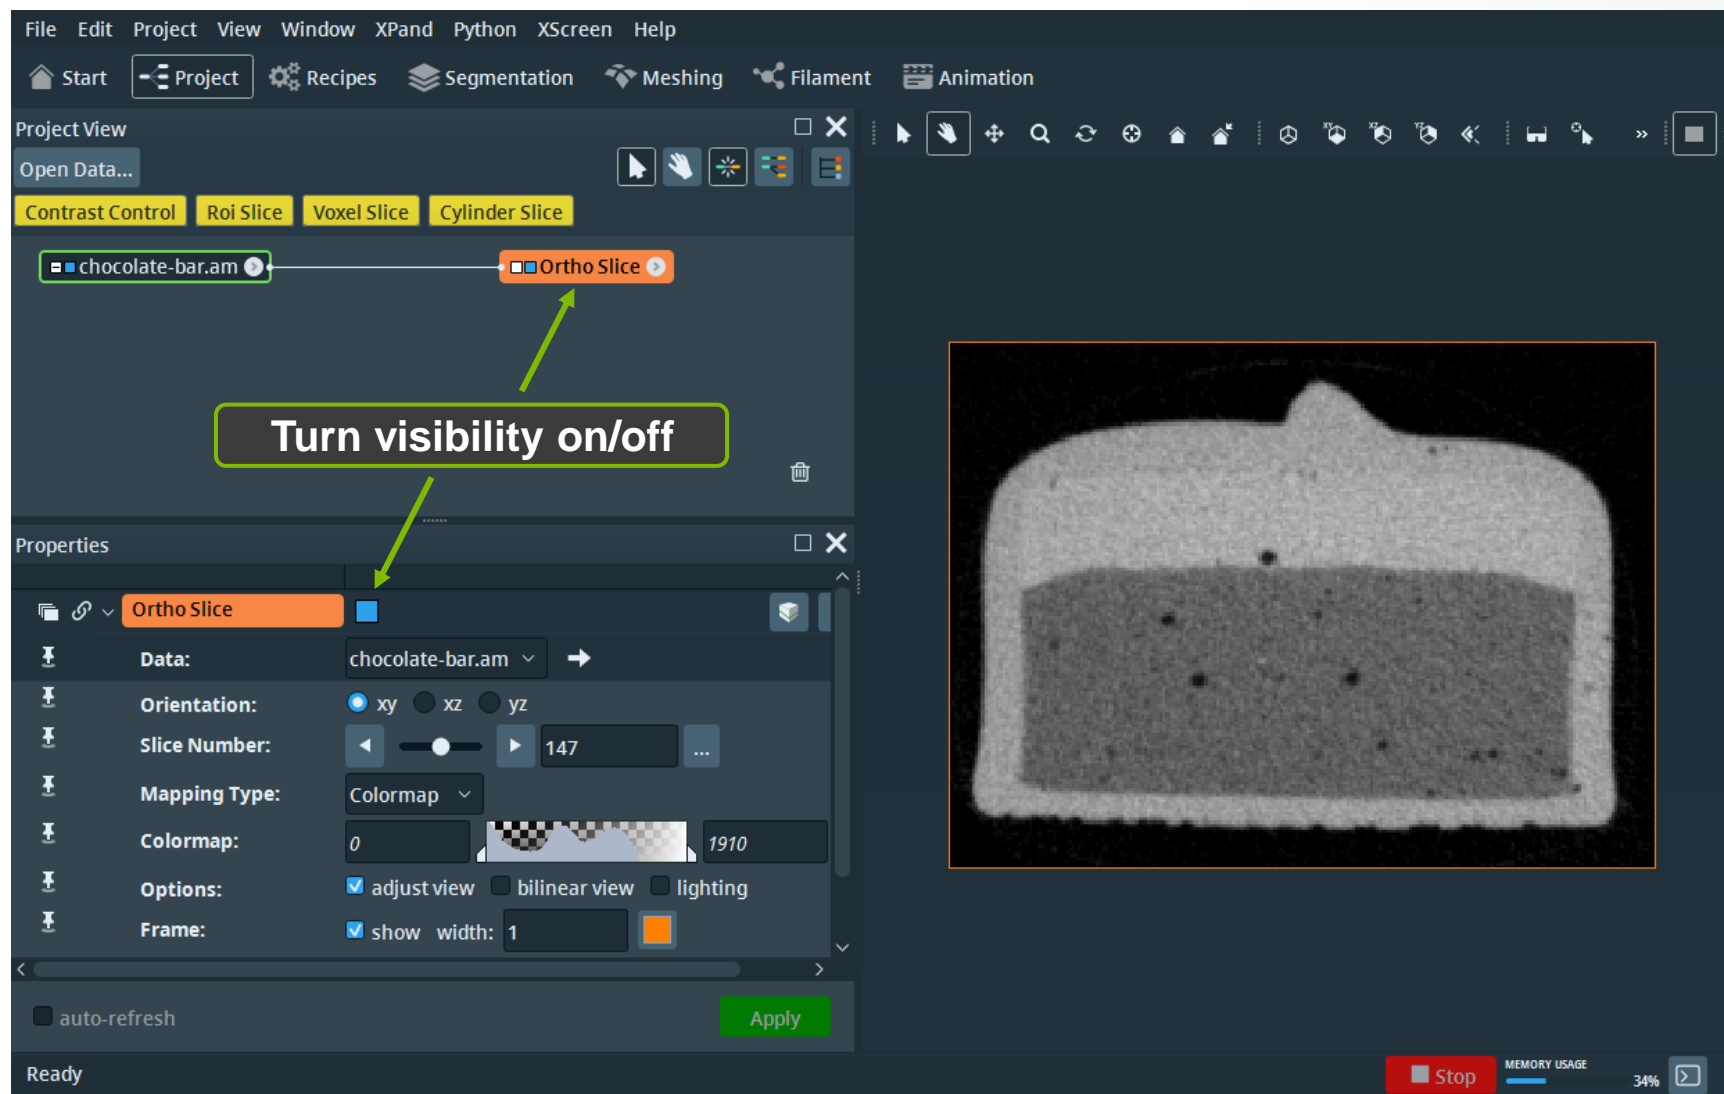 File Edit Project View Window XPand Python XScreen Help
Start Project Recipes Segmentation Meshing Filament Animation
Project View
Open Data...
Contrast Control Roi Slice Voxel Slice Cylinder Slice
chocolate-bar.am Ortho Slice
Turn visibility on/off
Properties
Ortho Slice
Data: chocolate-bar.am
Orientation: xy xz yz
Slice Number: 147 ...
Mapping Type: Colormap
Colormap: 0 1910
Options: adjust view bilinear view lighting
Frame: show width: 1
auto-refresh Apply
Ready Stop MEMORY USAGE 34%
XY XZ YZ